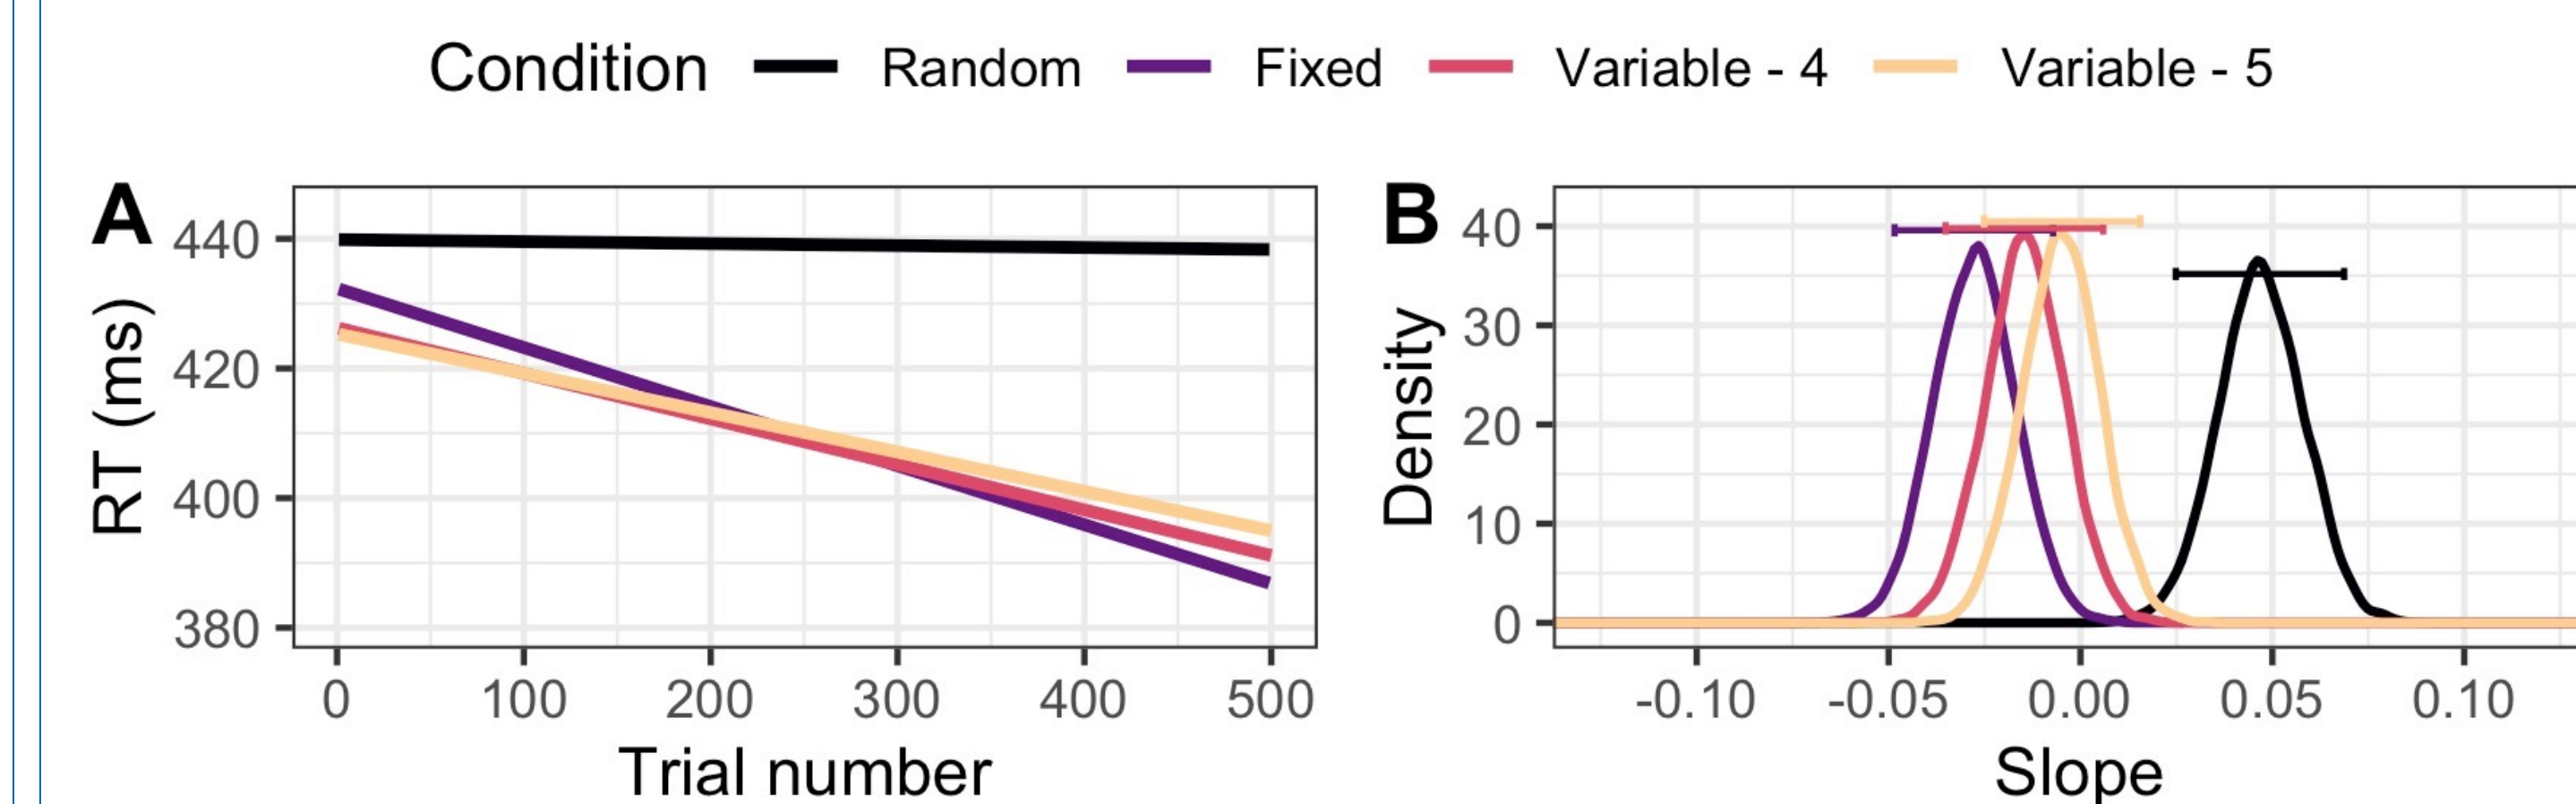 Condition Random Fixed Variable - 4 Variable - 5
A
RT (ms)
440
420
400
380
0 100 200 300 400 500
Trial number
B
Density
40
30
20
10
0
-0.10 -0.05 0.00 0.05 0.10
Slope